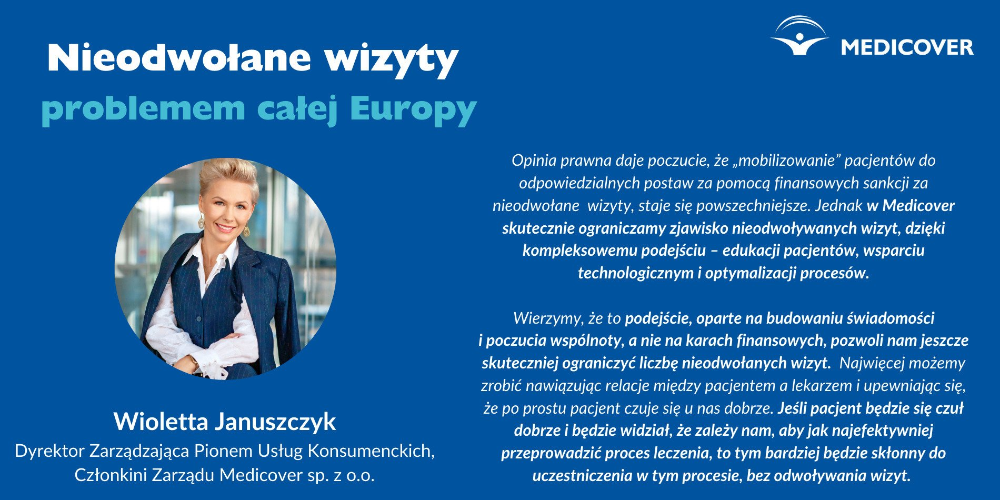 Nieodwołane wizyty
problemem całej Europy
MEDICOVER
Opinia prawna daje poczucie, że „mobilizowanie” pacjentów do
odpowiedzialnych postaw za pomocą finansowych sankcji za
nieodwołane  wizyty, staje się powszechniejsze. Jednak w Medicover
skutecznie ograniczamy zjawisko nieodwoływanych wizyt, dzięki
kompleksowemu podejściu – edukacji pacjentów, wsparciu
technologicznym i optymalizacji procesów.
Wierzymy, że to podejście, oparte na budowaniu świadomości
i poczucia wspólnoty, a nie na karach finansowych, pozwoli nam jeszcze
skuteczniej ograniczyć liczbę nieodwołanych wizyt.  Najwięcej możemy
zrobić nawiązując relacje między pacjentem a lekarzem i upewniając się,
że po prostu pacjent czuje się u nas dobrze. Jeśli pacjent będzie się czuł
dobrze i będzie widział, że zależy nam, aby jak najefektywniej
przeprowadzić proces leczenia, to tym bardziej będzie skłonny do
uczestniczenia w tym procesie, bez odwoływania wizyt.
Wioletta Januszczyk
Dyrektor Zarządzająca Pionem Usług Konsumenckich,
Członkini Zarządu Medicover sp. z o.o.